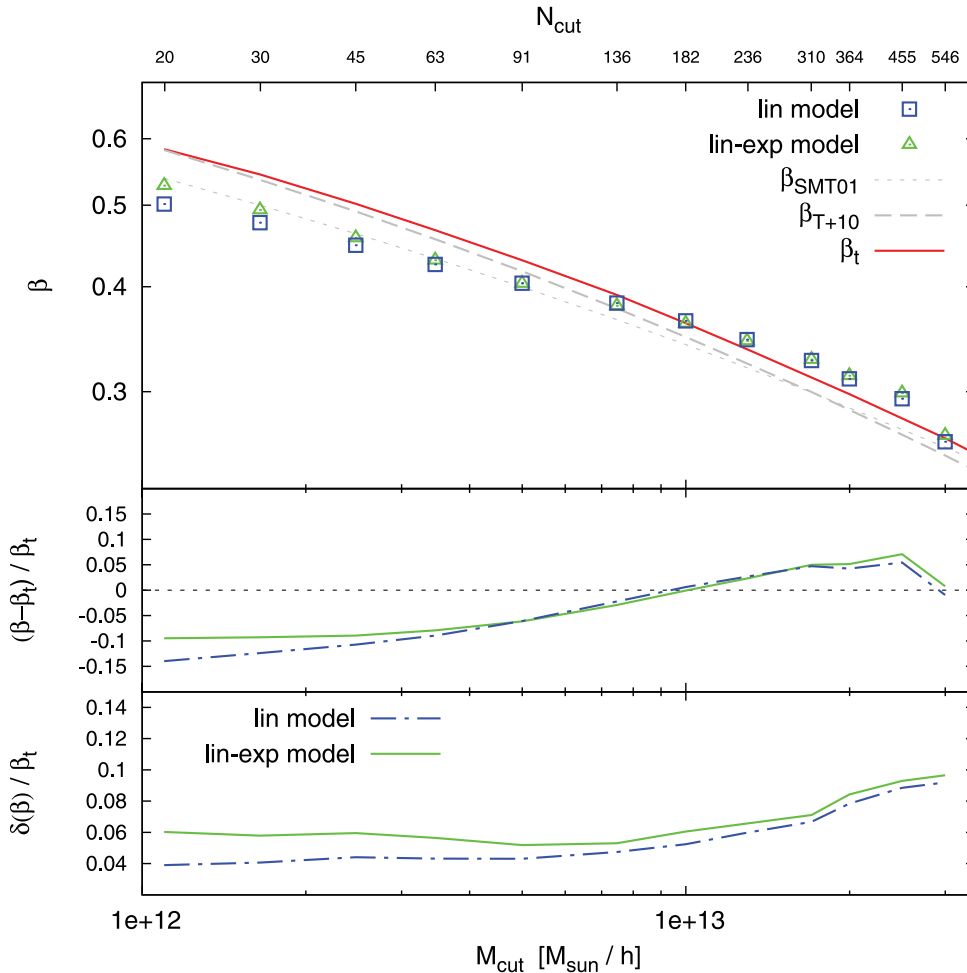 N_cut
20 30 45 63 91 136 182 236 310 364 455 546
lin model
lin-exp model
β_SMT01
β_T+10
β_t
β
0.6
0.5
0.4
0.3
(β−β_t) / β_t
0.15
0.1
0.05
0
-0.05
-0.1
-0.15
δ(β) / β_t
0.14
0.12
0.1
0.08
0.06
0.04
lin model
lin-exp model
1e+12 1e+13
M_cut [M_sun / h]